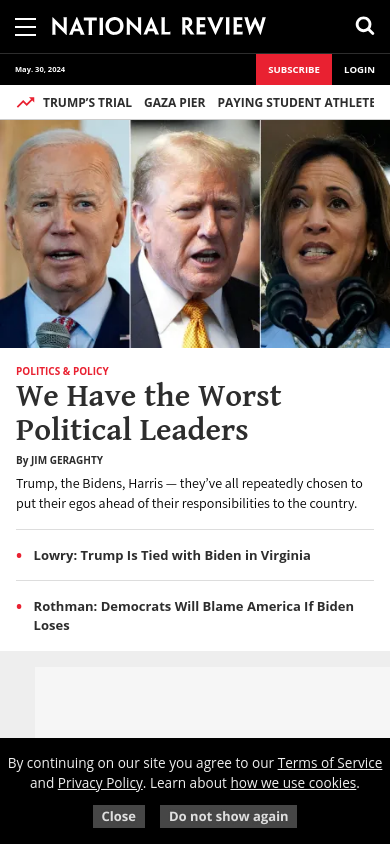 NATIONAL REVIEW
May. 30, 2024
SUBSCRIBE
LOGIN
TRUMP’S TRIAL GAZA PIER PAYING STUDENT ATHLETE
POLITICS & POLICY
We Have the Worst
Political Leaders
By JIM GERAGHTY
Trump, the Bidens, Harris — they’ve all repeatedly chosen to
put their egos ahead of their responsibilities to the country.
• Lowry: Trump Is Tied with Biden in Virginia
• Rothman: Democrats Will Blame America If Biden
Loses
By continuing on our site you agree to our Terms of Service
and Privacy Policy. Learn about how we use cookies.
Close
Do not show again